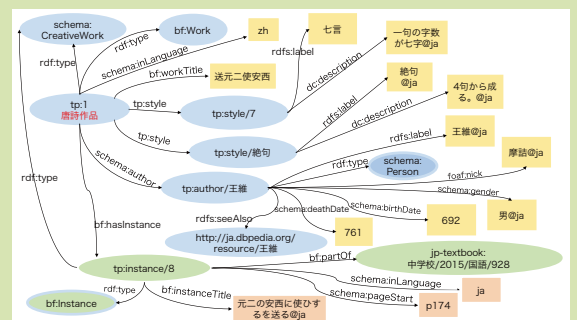 schema:
CreativeWork
rdf:type
bf:Work
rdf:type
schema:inLanguage
zh
rdfs:label
七言
dc:description
一句の字数
が七字@ja
bf:workTitle
送元二使安西
tp:1
唐詩作品
tp:style
tp:style/7
絶句
@ja
rdfs:label
dc:description
4句から成
る。@ja
tp:style
tp:style/絶句
rdfs:label
王維@ja
schema:author
rdf:type
schema:
Person
foaf:nick
摩詰@ja
rdf:type
tp:author/王維
schema:gender
男@ja
rdfs:seeAlso
schema:deathDate
schema:birthDate
761
692
bf:hasInstance
http://ja.dbpedia.org/
resource/王維
bf:partOf
jp-textbook:
中学校/2015/国語/928
tp:instance/8
schema:inLanguage
ja
rdf:type
bf:Instance
bf:instanceTitle
元二の安西に使ひす
るを送る@ja
schema:pageStart
p174